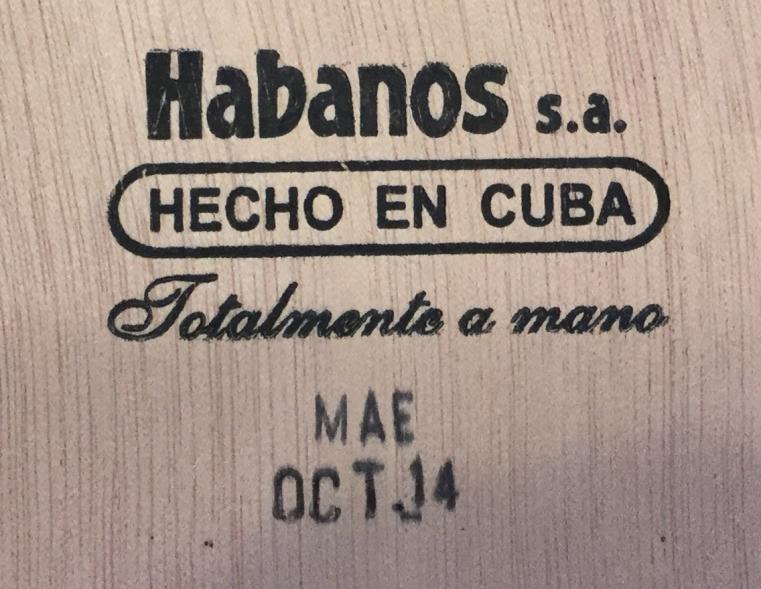 Habanos s.a.
HECHO EN CUBA
Totalmente a mano
MAE
OCT 14